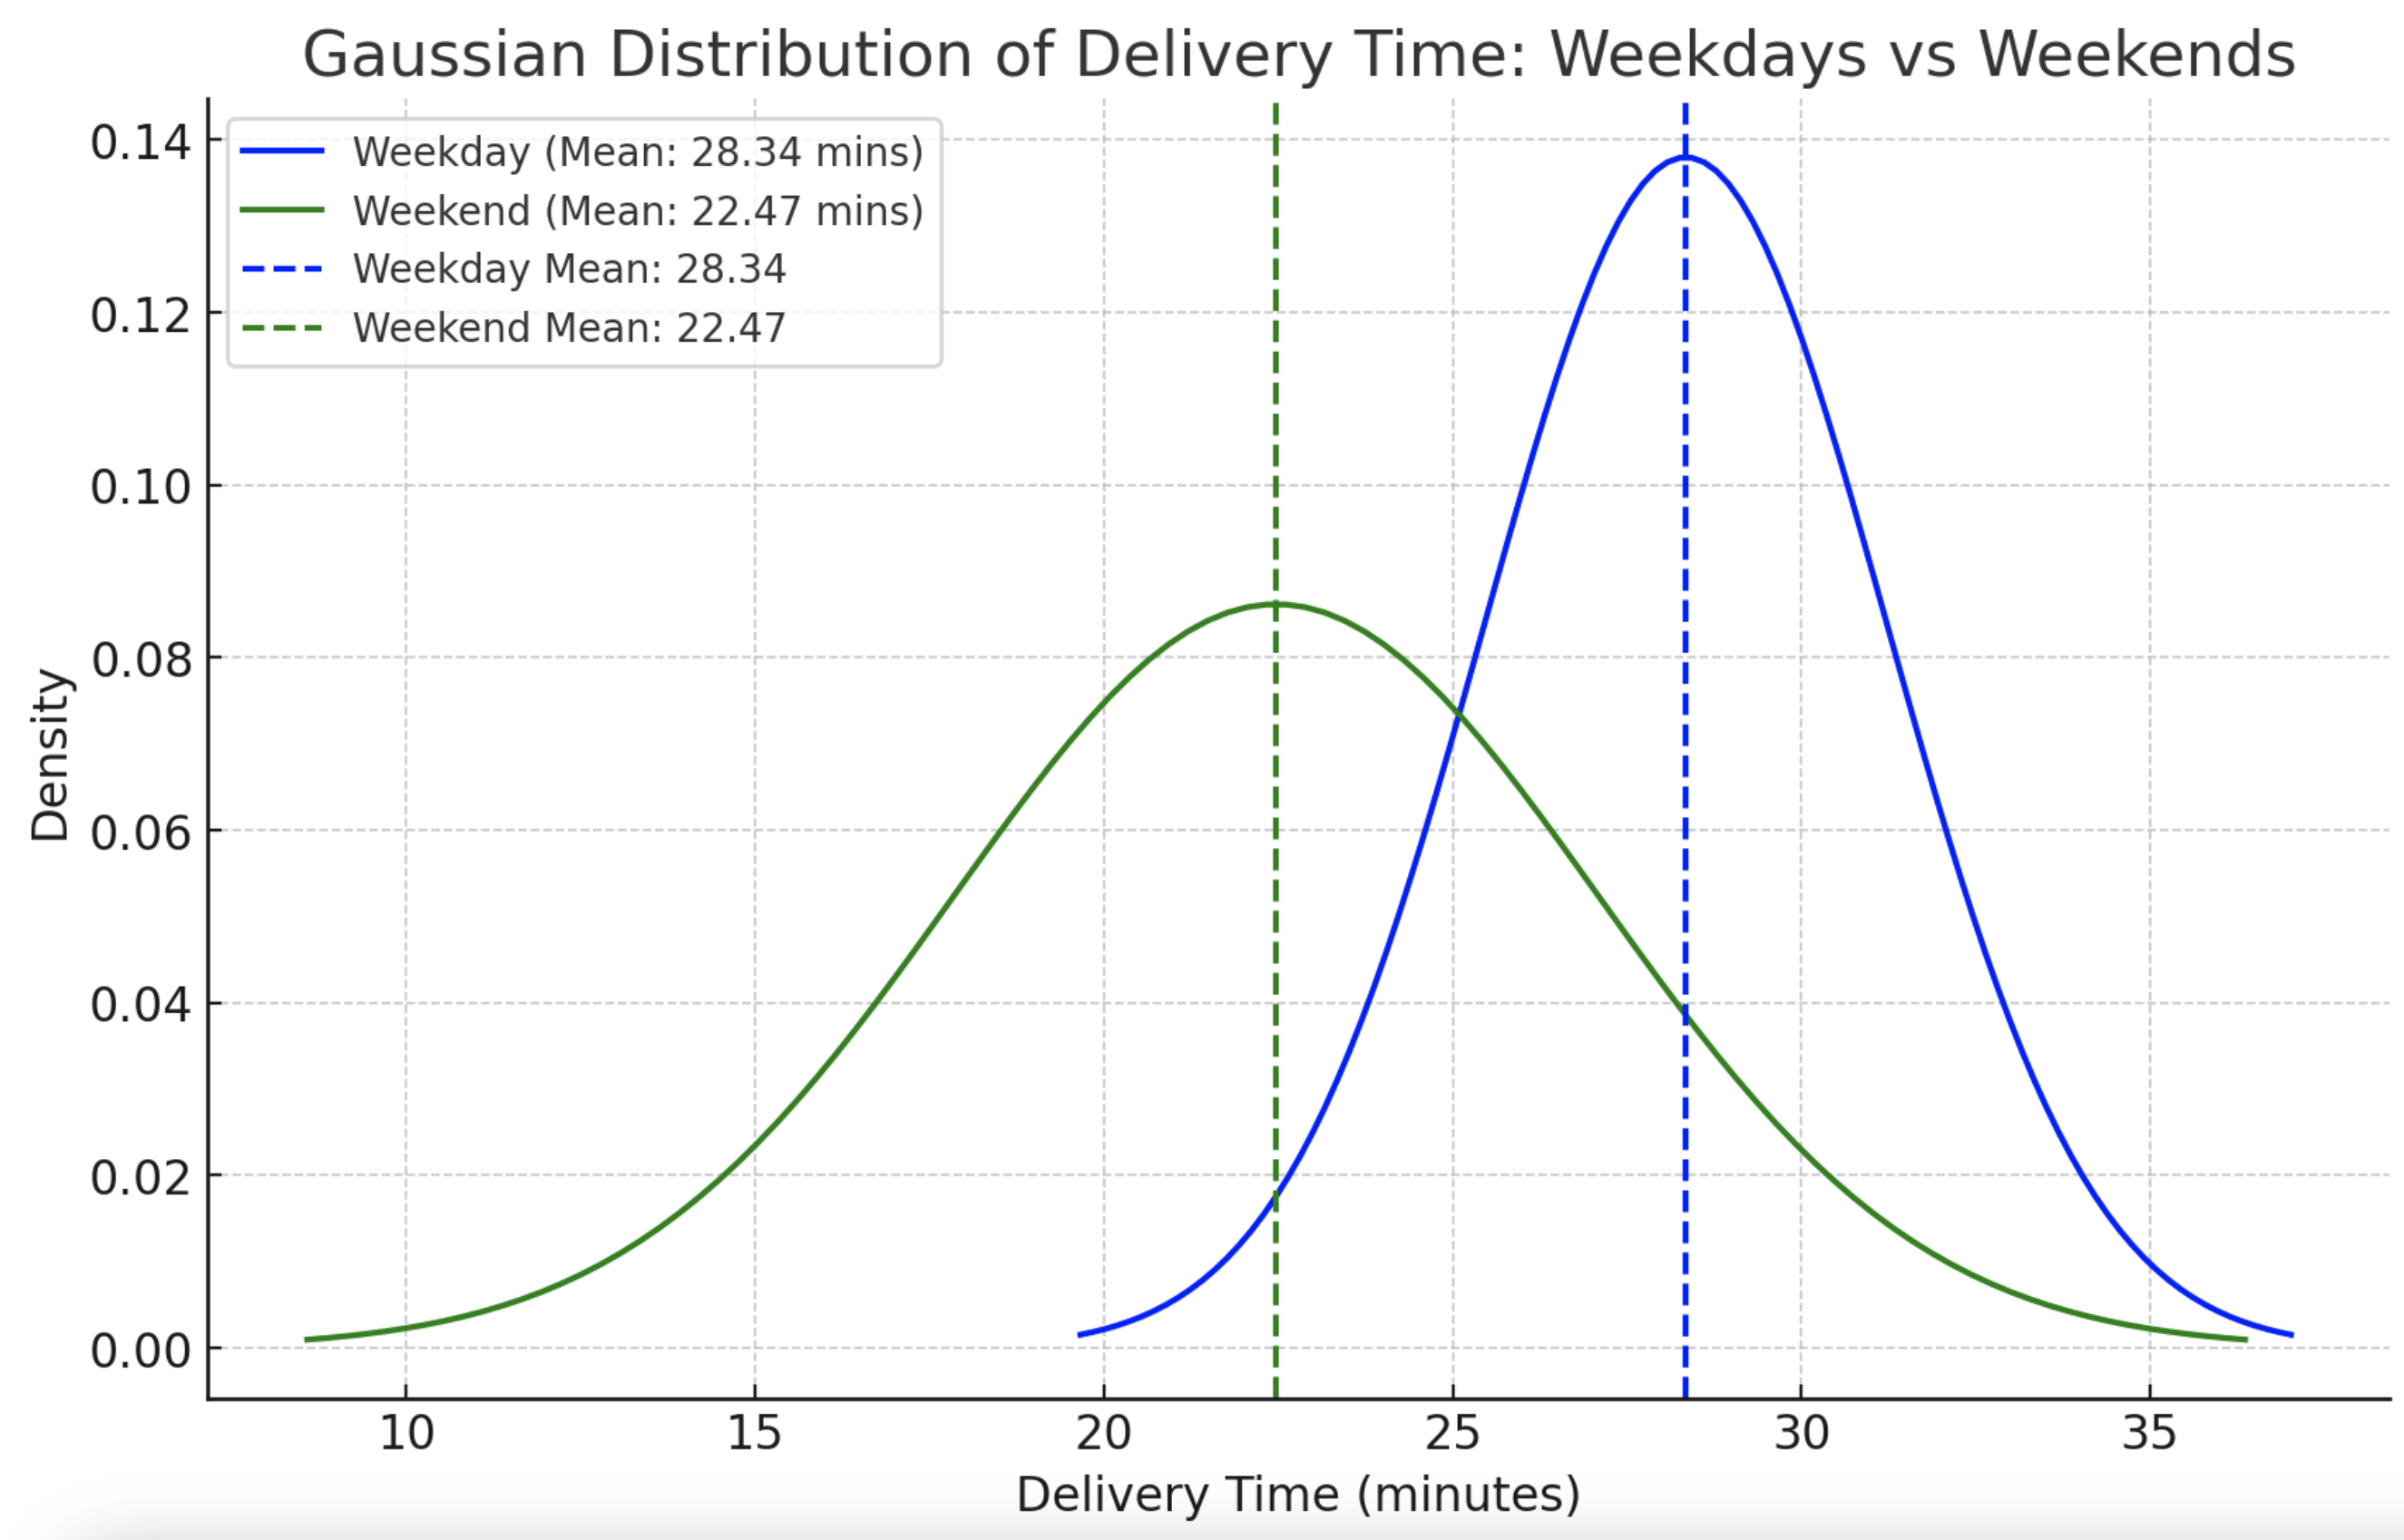 Gaussian Distribution of Delivery Time: Weekdays vs Weekends
Weekday (Mean: 28.34 mins)
Weekend (Mean: 22.47 mins)
Weekday Mean: 28.34
Weekend Mean: 22.47
0.14
0.12
0.10
0.08
0.06
0.04
0.02
0.00
Density
10 15 20 25 30 35
Delivery Time (minutes)